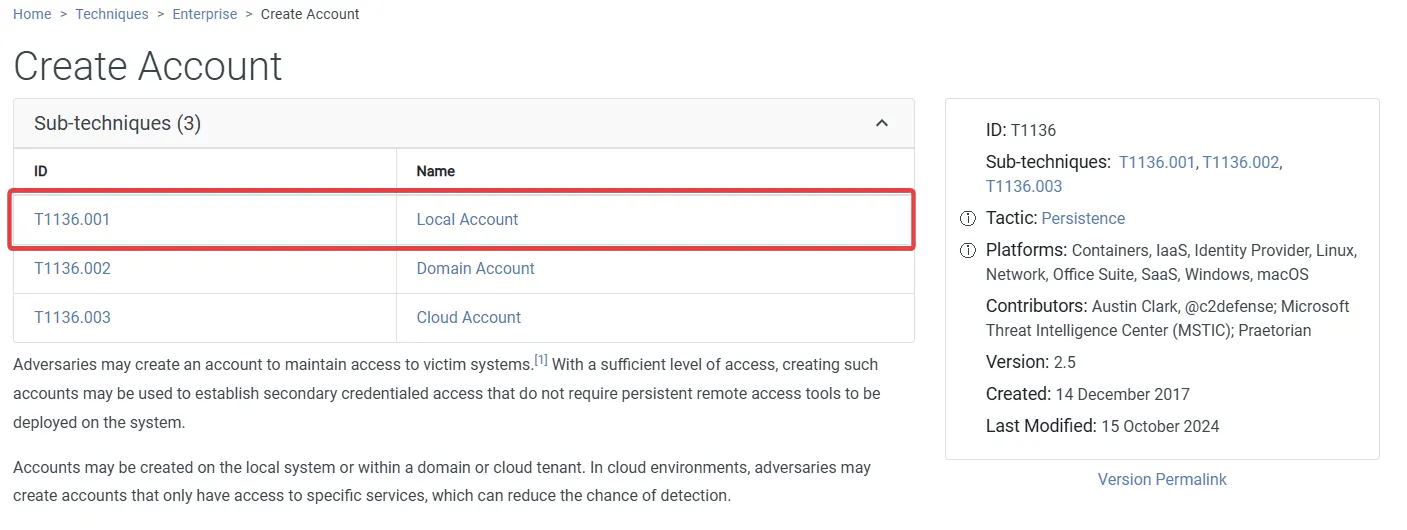 Home > Techniques > Enterprise > Create Account
Create Account
Sub-techniques (3)
ID Name
T1136.001 Local Account
T1136.002 Domain Account
T1136.003 Cloud Account
Adversaries may create an account to maintain access to victim systems.[1] With a sufficient level of access, creating such
accounts may be used to establish secondary credentialed access that do not require persistent remote access tools to be
deployed on the system.
Accounts may be created on the local system or within a domain or cloud tenant. In cloud environments, adversaries may
create accounts that only have access to specific services, which can reduce the chance of detection.
ID: T1136
Sub-techniques: T1136.001, T1136.002,
T1136.003
Tactic: Persistence
Platforms: Containers, IaaS, Identity Provider, Linux,
Network, Office Suite, SaaS, Windows, macOS
Contributors: Austin Clark, @c2defense; Microsoft
Threat Intelligence Center (MSTIC); Praetorian
Version: 2.5
Created: 14 December 2017
Last Modified: 15 October 2024
Version Permalink